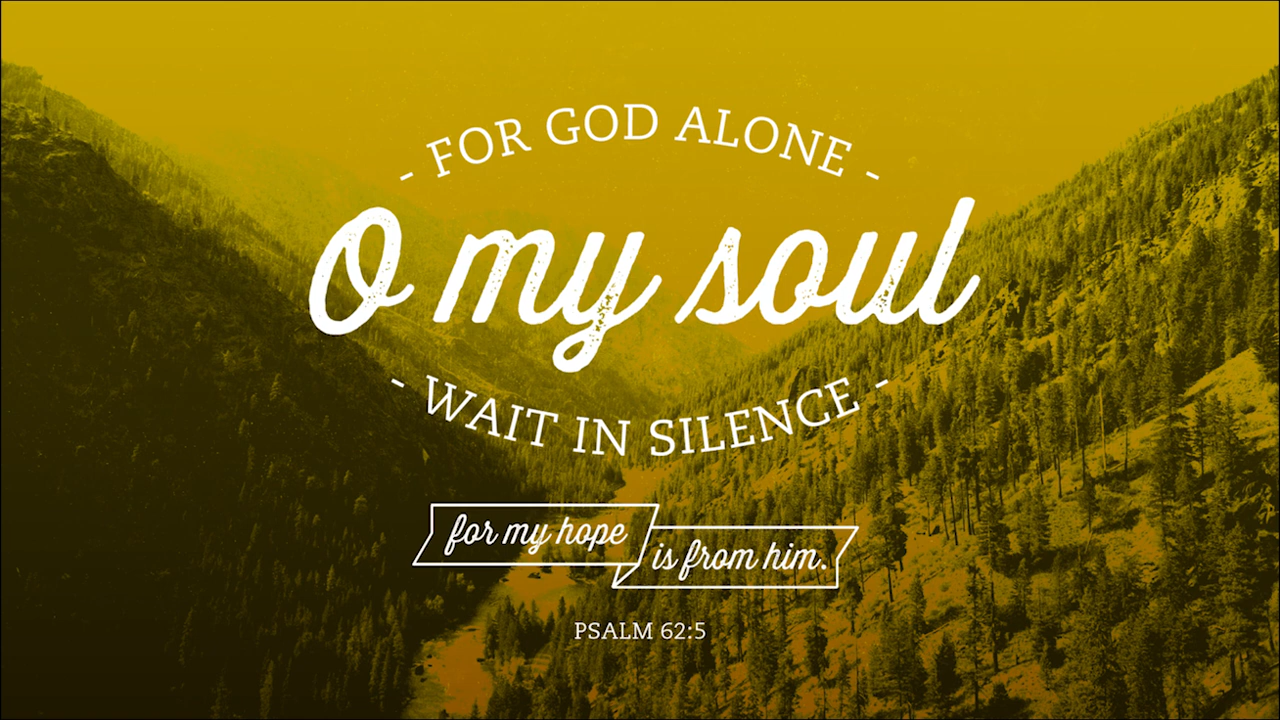 - FOR GOD ALONE -
O my soul
- WAIT IN SILENCE -
for my hope
is from him.
PSALM 62:5